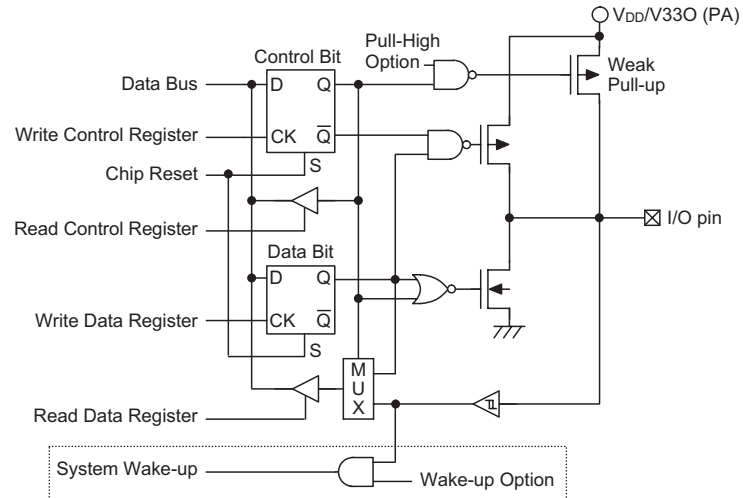 VDD/V33O (PA)
Control Bit
Pull-High
Option
Weak
Pull-up
Data Bus
D
Q
Write Control Register
CK
Q̅
S
Chip Reset
Read Control Register
I/O pin
Data Bit
D
Q
Write Data Register
CK
Q̅
S
M
U
X
Read Data Register
System Wake-up
Wake-up Option